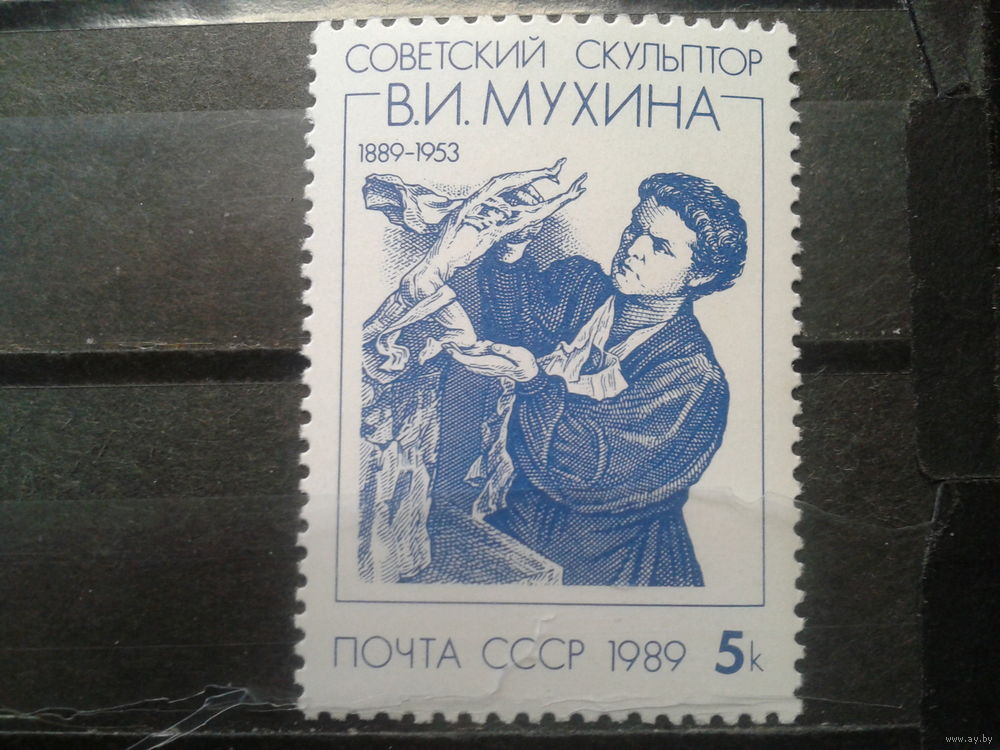 СОВЕТСКИЙ СКУЛЬПТОР
В.И. МУХИНА
1889-1953
ПОЧТА СССР 1989 5к
www.ay.by